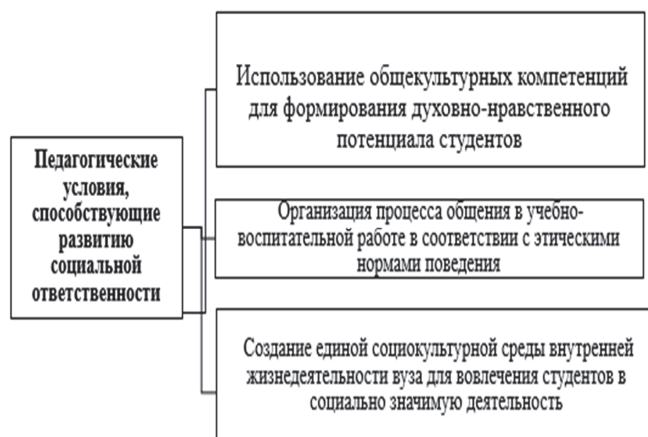 Педагогические
условия,
способствующие
развитию
социальной
ответственности
Использование общекультурных компетенций
для формирования духовно-нравственного
потенциала студентов
Организация процесса общения в учебно-
воспитательной работе в соответствии с этическими
нормами поведения
Создание единой социокультурной среды внутренней
жизнедеятельности вуза для вовлечения студентов в
социально значимую деятельность